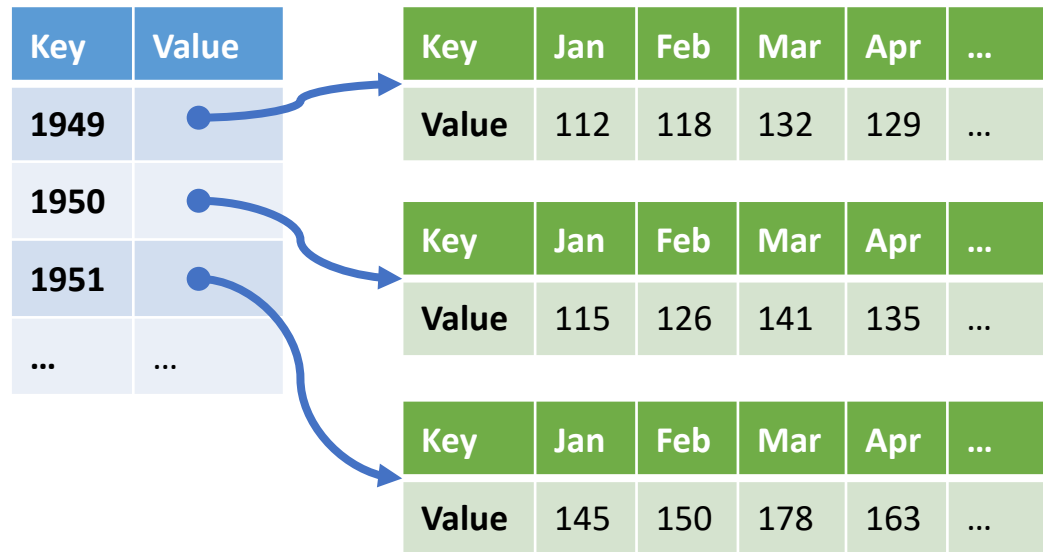 Key Value
1949
1950
1951
... ...
Key Jan Feb Mar Apr ...
Value 112 118 132 129 ...
Key Jan Feb Mar Apr ...
Value 115 126 141 135 ...
Key Jan Feb Mar Apr ...
Value 145 150 178 163 ...